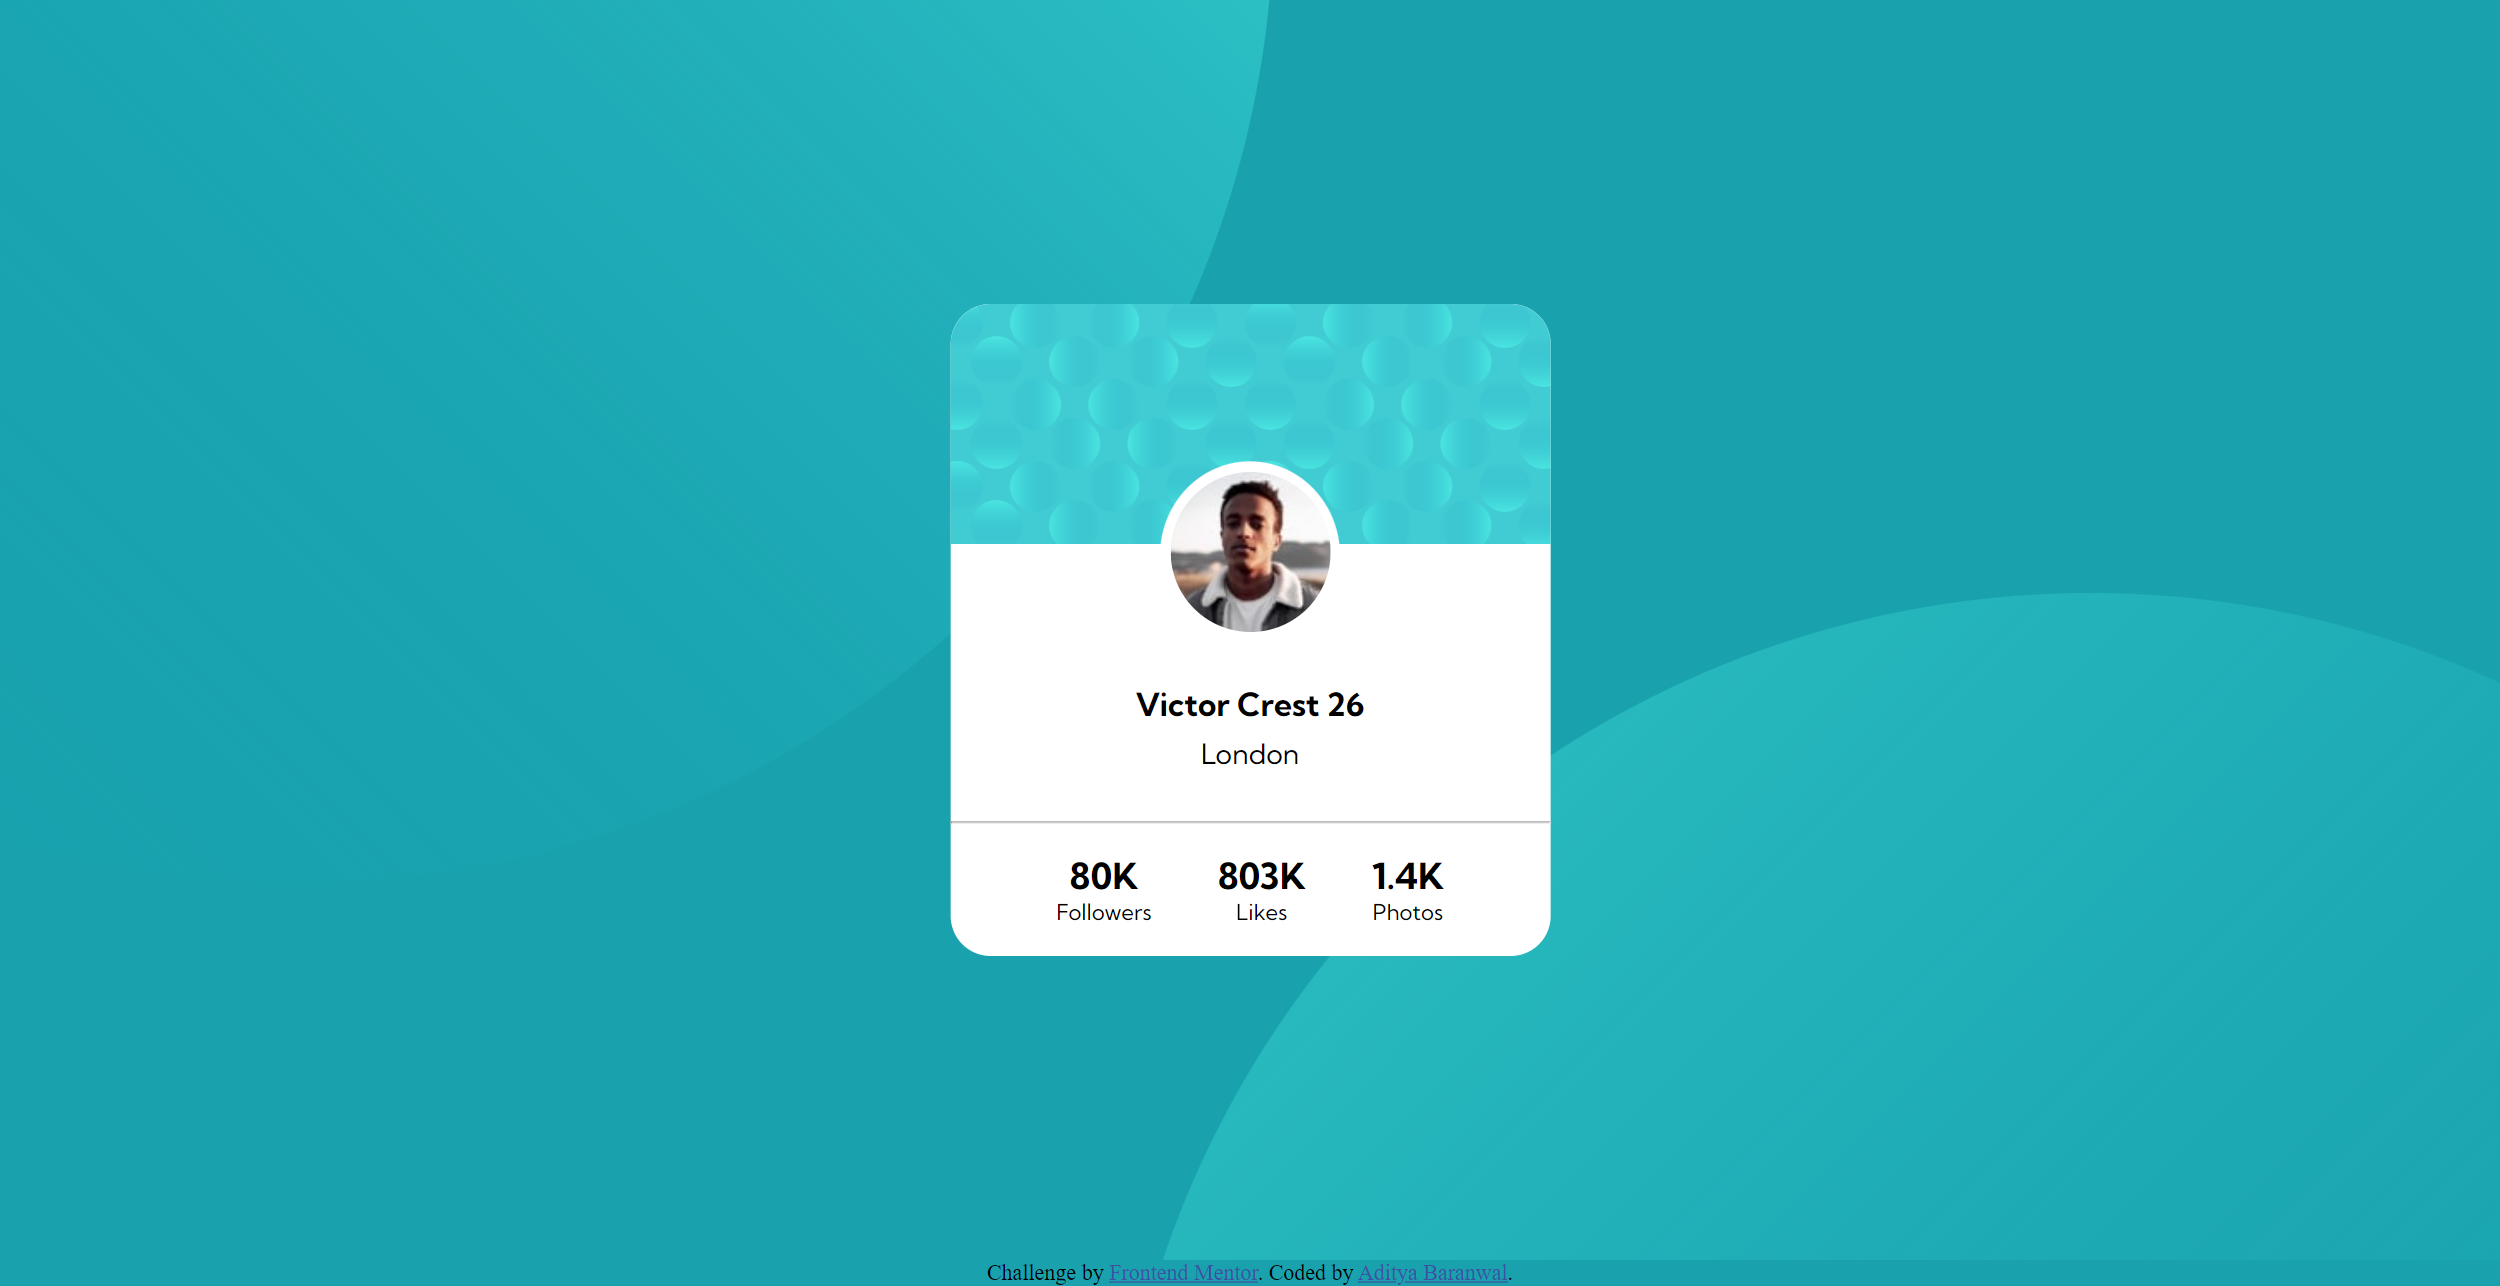 Victor Crest 26
London
80K 803K 1.4K
Followers Likes Photos
Challenge by Frontend Mentor. Coded by Aditya Baranwal.